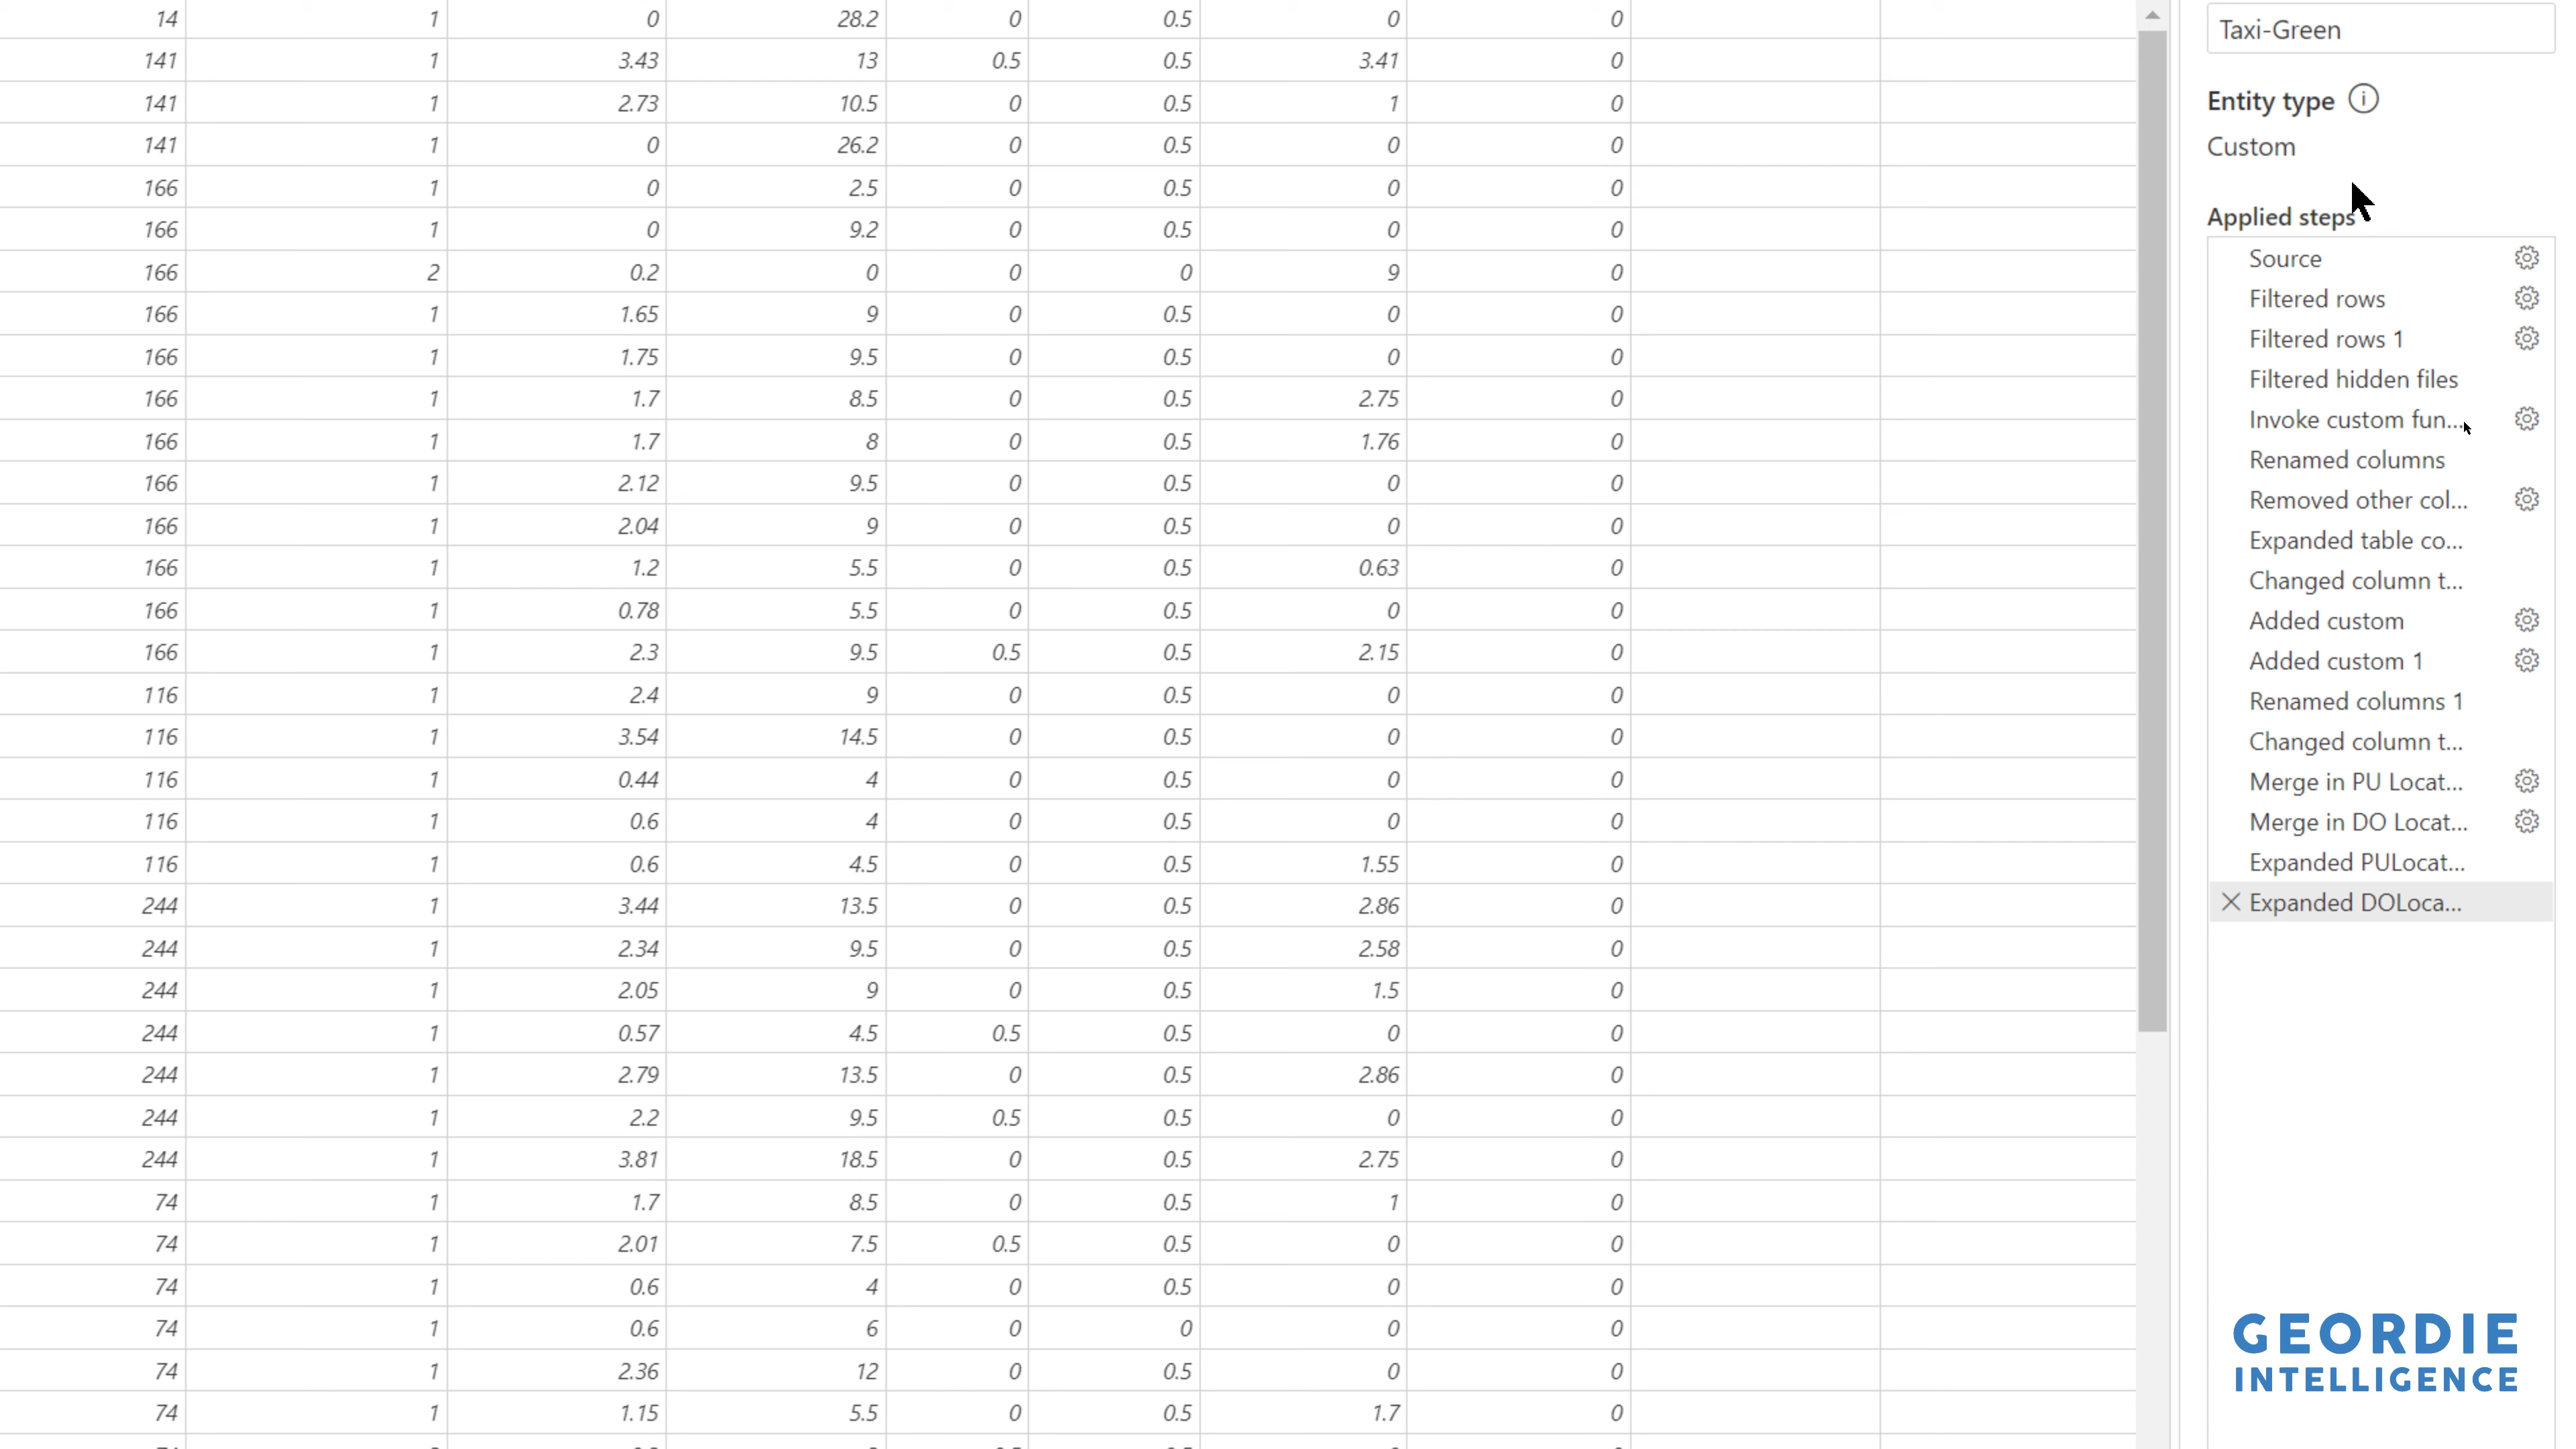 14 1 0 28.2 0 0.5 0 0
141 1 3.43 13 0.5 0.5 3.41 0
141 1 2.73 10.5 0 0.5 1 0
141 1 0 26.2 0 0.5 0 0
166 1 0 2.5 0 0.5 0 0
166 1 0 9.2 0 0.5 0 0
166 2 0.2 0 0 0 9 0
166 1 1.65 9 0 0.5 0 0
166 1 1.75 9.5 0 0.5 0 0
166 1 1.7 8.5 0 0.5 2.75 0
166 1 1.7 8 0 0.5 1.76 0
166 1 2.12 9.5 0 0.5 0 0
166 1 2.04 9 0 0.5 0 0
166 1 1.2 5.5 0 0.5 0.63 0
166 1 0.78 5.5 0 0.5 0 0
166 1 2.3 9.5 0.5 0.5 2.15 0
116 1 2.4 9 0 0.5 0 0
116 1 3.54 14.5 0 0.5 0 0
116 1 0.44 4 0 0.5 0 0
116 1 0.6 4 0 0.5 0 0
116 1 0.6 4.5 0 0.5 1.55 0
244 1 3.44 13.5 0 0.5 2.86 0
244 1 2.34 9.5 0 0.5 2.58 0
244 1 2.05 9 0 0.5 1.5 0
244 1 0.57 4.5 0.5 0.5 0 0
244 1 2.79 13.5 0 0.5 2.86 0
244 1 2.2 9.5 0.5 0.5 0 0
244 1 3.81 18.5 0 0.5 2.75 0
74 1 1.7 8.5 0 0.5 1 0
74 1 2.01 7.5 0.5 0.5 0 0
74 1 0.6 4 0 0.5 0 0
74 1 0.6 6 0 0 0 0
74 1 2.36 12 0 0.5 0 0
74 1 1.15 5.5 0 0.5 1.7 0
Taxi-Green
Entity type
Custom
Applied steps
Source
Filtered rows
Filtered rows 1
Filtered hidden files
Invoke custom fun...
Renamed columns
Removed other col...
Expanded table co...
Changed column t...
Added custom
Added custom 1
Renamed columns 1
Changed column t...
Merge in PU Locat...
Merge in DO Locat...
Expanded PULocat...
Expanded DOLoca...
GEORDIE
INTELLIGENCE